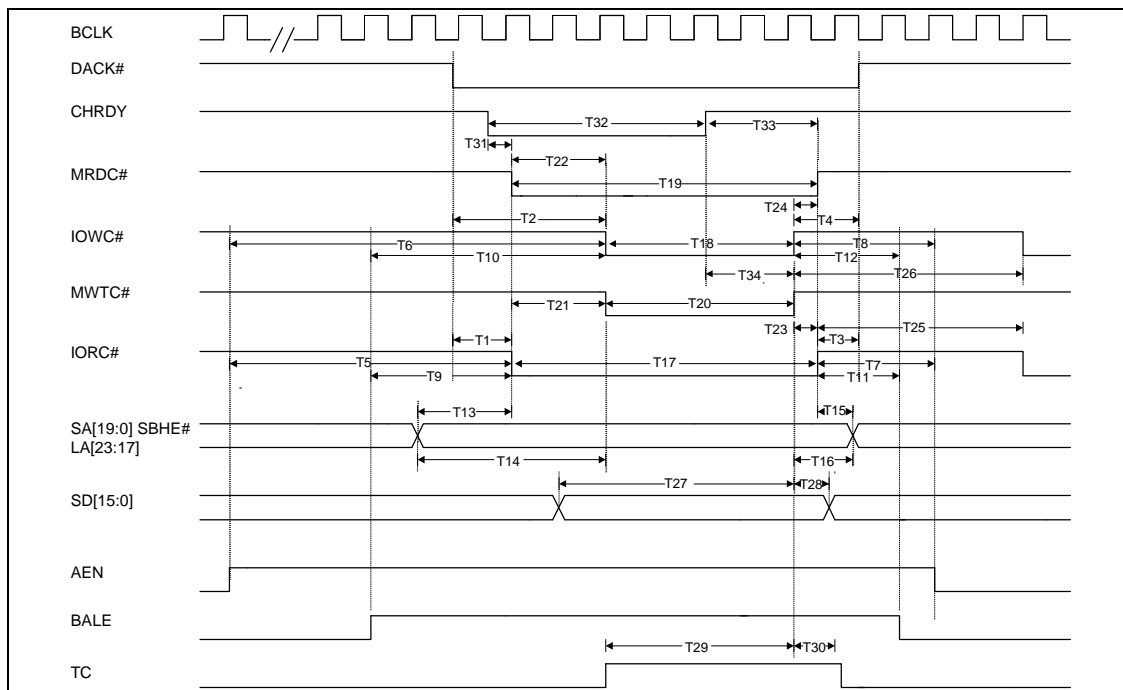 BCLK
DACK#
CHRDY
T32
T33
T31
T22
MRDC#
T19
T24
T2
T4
IOWC#
T6
T18
T8
T10
T12
T34
T26
MWTC#
T21
T20
T23
T25
T1
T3
IORC#
T5
T17
T7
T9
T11
T13
T15
SA[19:0] SBHE#
LA[23:17]
T14
T16
T27
T28
SD[15:0]
AEN
BALE
T29
T30
TC